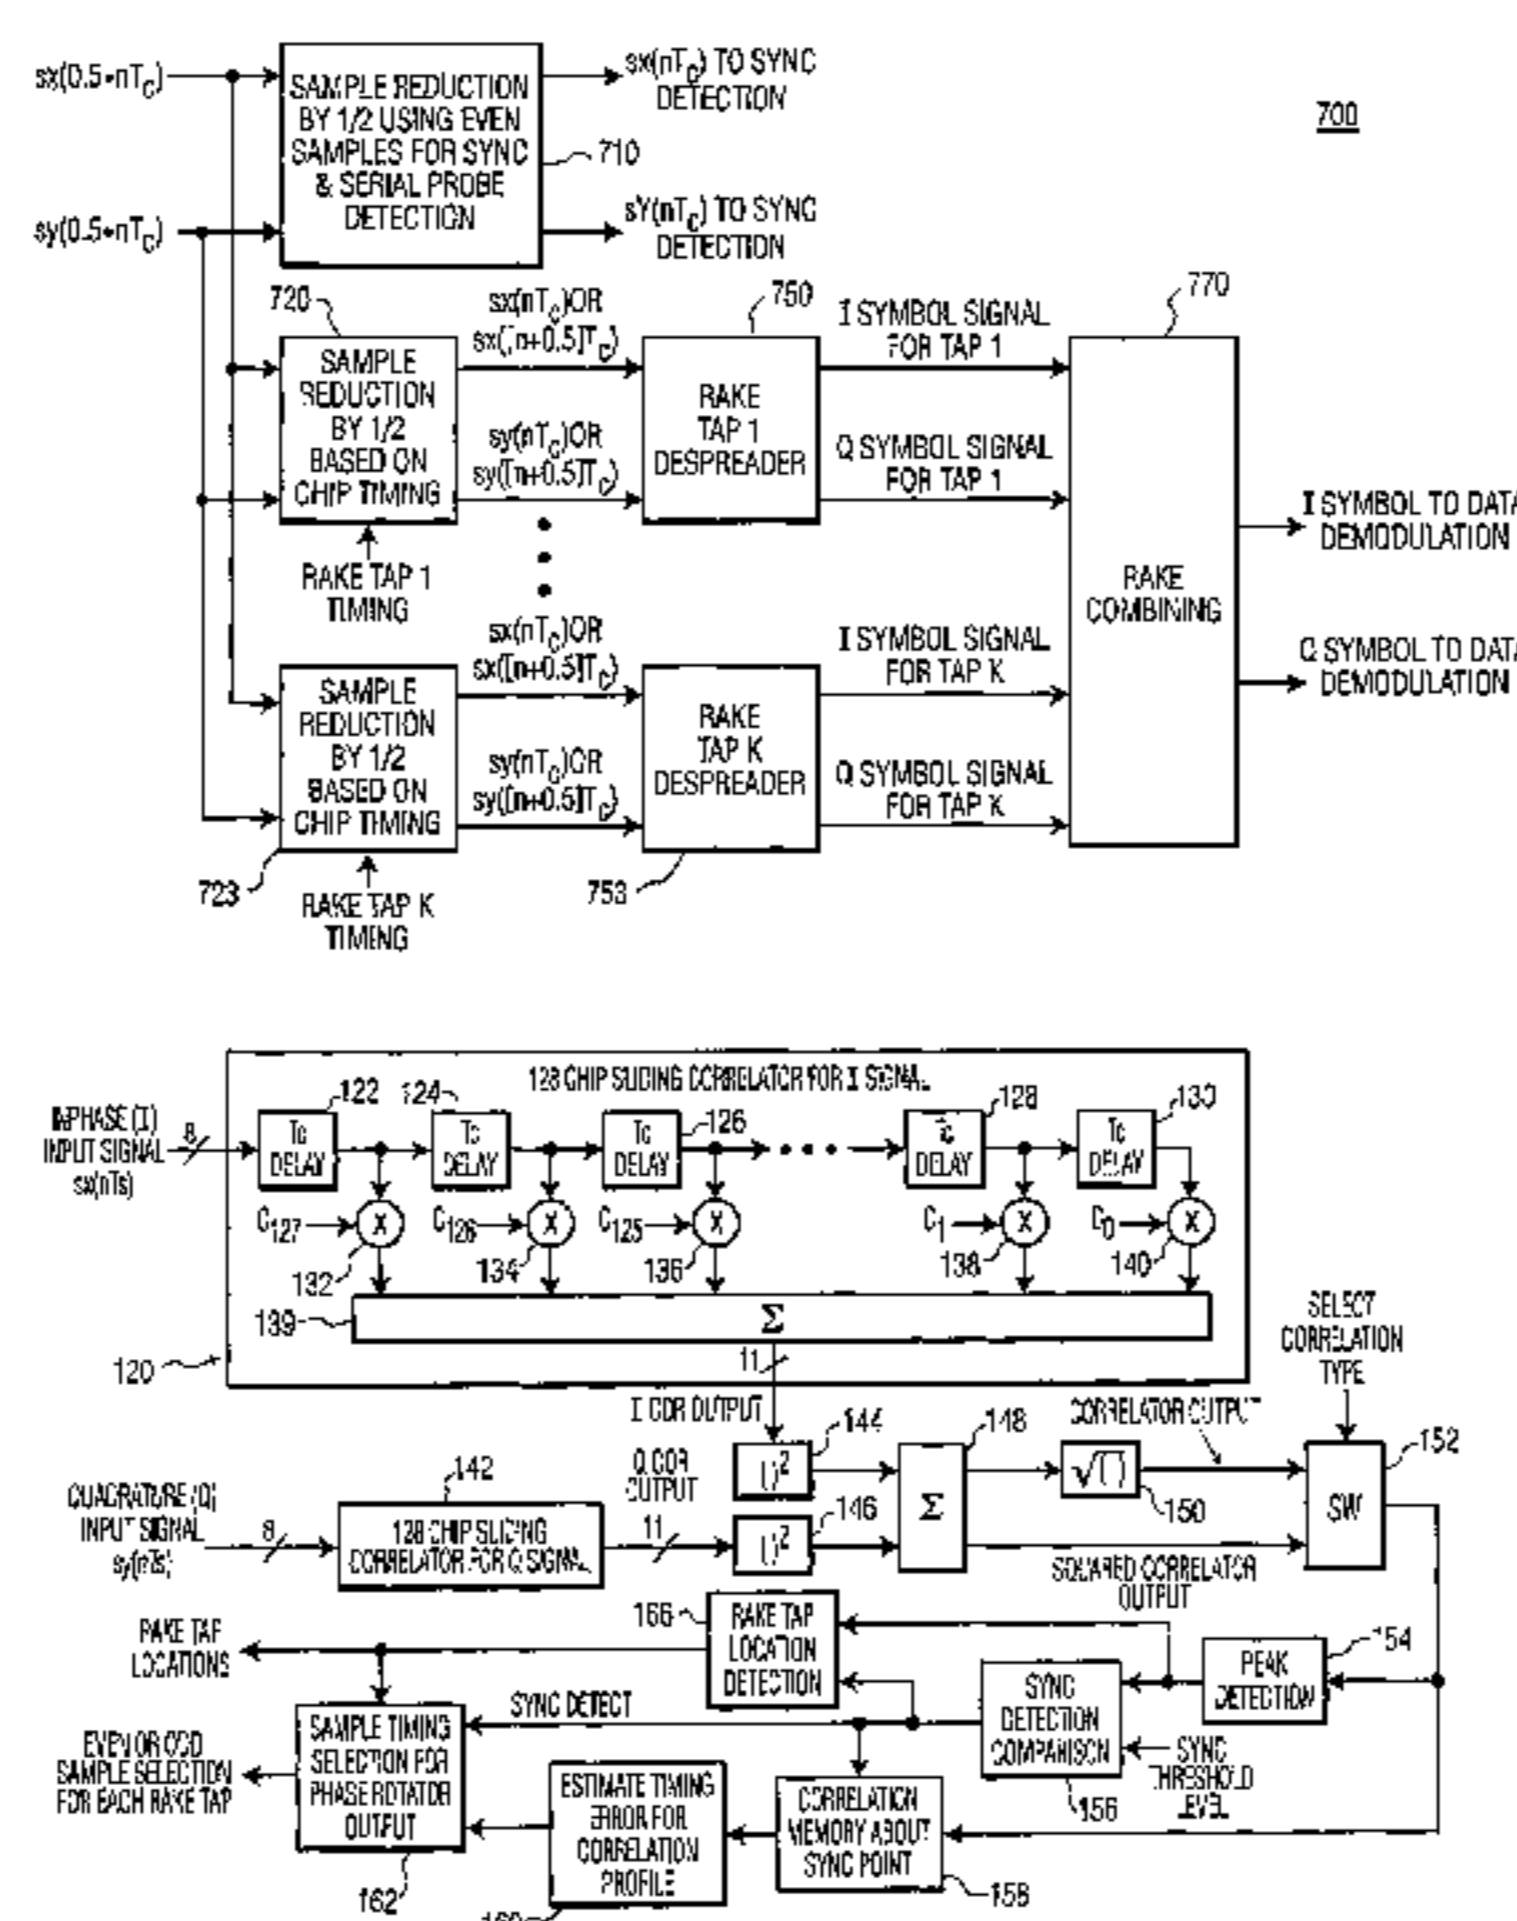 sx(0.5•nTC)
SAMPLE REDUCTION
BY 1/2 USING EVEN
SAMPLES FOR SYNC
& SERIAL PROBE
DETECTION
sx(nTC) TO SYNC
DETECTION
700
710
sy(0.5•nTC)
sY(nTC) TO SYNC
DETECTION
720
sx(nTC)OR
sx([n+0.5]TC)
750
I SYMBOL SIGNAL
FOR TAP 1
770
SAMPLE
REDUCTION
BY 1/2
BASED ON
CHIP TIMING
sy(nTC)OR
sy([n+0.5]TC)
RAKE
TAP 1
DESPREADER
Q SYMBOL SIGNAL
FOR TAP 1
I SYMBOL TO DATA
DEMODULATION
RAKE TAP 1
TIMING
RAKE
COMBINING
sx(nTC)OR
sx([n+0.5]TC)
I SYMBOL SIGNAL
FOR TAP K
Q SYMBOL TO DATA
DEMODULATION
SAMPLE
REDUCTION
BY 1/2
BASED ON
CHIP TIMING
sy(nTC)OR
sy([n+0.5]TC)
RAKE
TAP K
DESPREADER
Q SYMBOL SIGNAL
FOR TAP K
723
RAKE TAP K
TIMING
753
128 CHIP SLIDING CORRELATOR FOR I SIGNAL
INPHASE (I)
INPUT SIGNAL
sx(nTs)
8
122
124
126
128
130
Tc
DELAY
Tc
DELAY
Tc
DELAY
Tc
DELAY
Tc
DELAY
C127
X
C126
X
C125
X
C1
X
C0
X
132
134
136
138
140
139
Σ
120
11
SELECT
CORRELATION
TYPE
I COR OUTPUT
144
148
CORRELATOR OUTPUT
152
( )2
√( )
150
Σ
SW
QUADRATURE (Q)
INPUT SIGNAL
sy(nTs)
8
142
128 CHIP SLIDING
CORRELATOR FOR Q SIGNAL
Q COR
OUTPUT
11
146
( )2
SQUARED CORRELATOR
OUTPUT
RAKE TAP
LOCATIONS
166
RAKE TAP
LOCATION
DETECTION
154
PEAK
DETECTION
SYNC DETECT
SYNC
DETECTION
COMPARISON
SYNC
THRESHOLD
LEVEL
156
EVEN OR ODD
SAMPLE SELECTION
FOR EACH RAKE TAP
SAMPLE TIMING
SELECTION FOR
PHASE ROTATOR
OUTPUT
162
ESTIMATE TIMING
ERROR FOR
CORRELATION
PROFILE
CORRELATION
MEMORY ABOUT
SYNC POINT
158